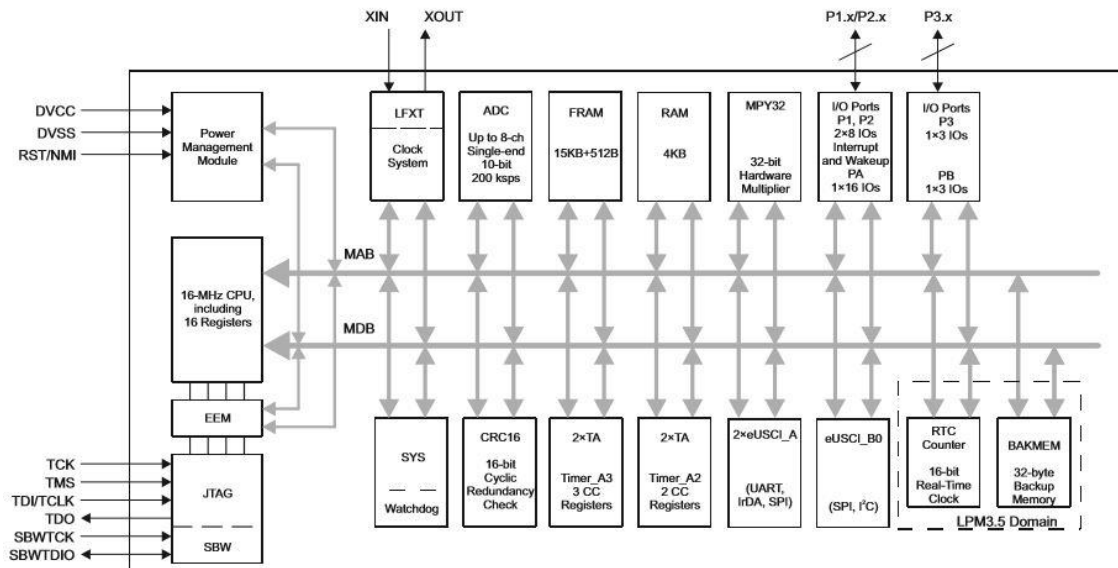 XIN
XOUT
P1.x/P2.x
P3.x
DVCC
DVSS
RST/NMI
Power
Management
Module
LFXT
Clock
System
ADC
Up to 8-ch
Single-end
10-bit
200 ksps
FRAM
15KB+512B
RAM
4KB
MPY32
32-bit
Hardware
Multiplier
I/O Ports
P1, P2
2×8 IOs
Interrupt
and Wakeup
PA
1×16 IOs
I/O Ports
P3
1×3 IOs
PB
1×3 IOs
MAB
16-MHz CPU,
including
16 Registers
MDB
EEM
TCK
TMS
TDI/TCLK
TDO
SBWTCK
SBWTDIO
JTAG
SBW
SYS
Watchdog
CRC16
16-bit
Cyclic
Redundancy
Check
2×TA
Timer_A3
3 CC
Registers
2×TA
Timer_A2
2 CC
Registers
2×eUSCI_A
(UART,
IrDA, SPI)
eUSCI_B0
(SPI, I²C)
RTC
Counter
16-bit
Real-Time
Clock
BAKMEM
32-byte
Backup
Memory
LPM3.5 Domain